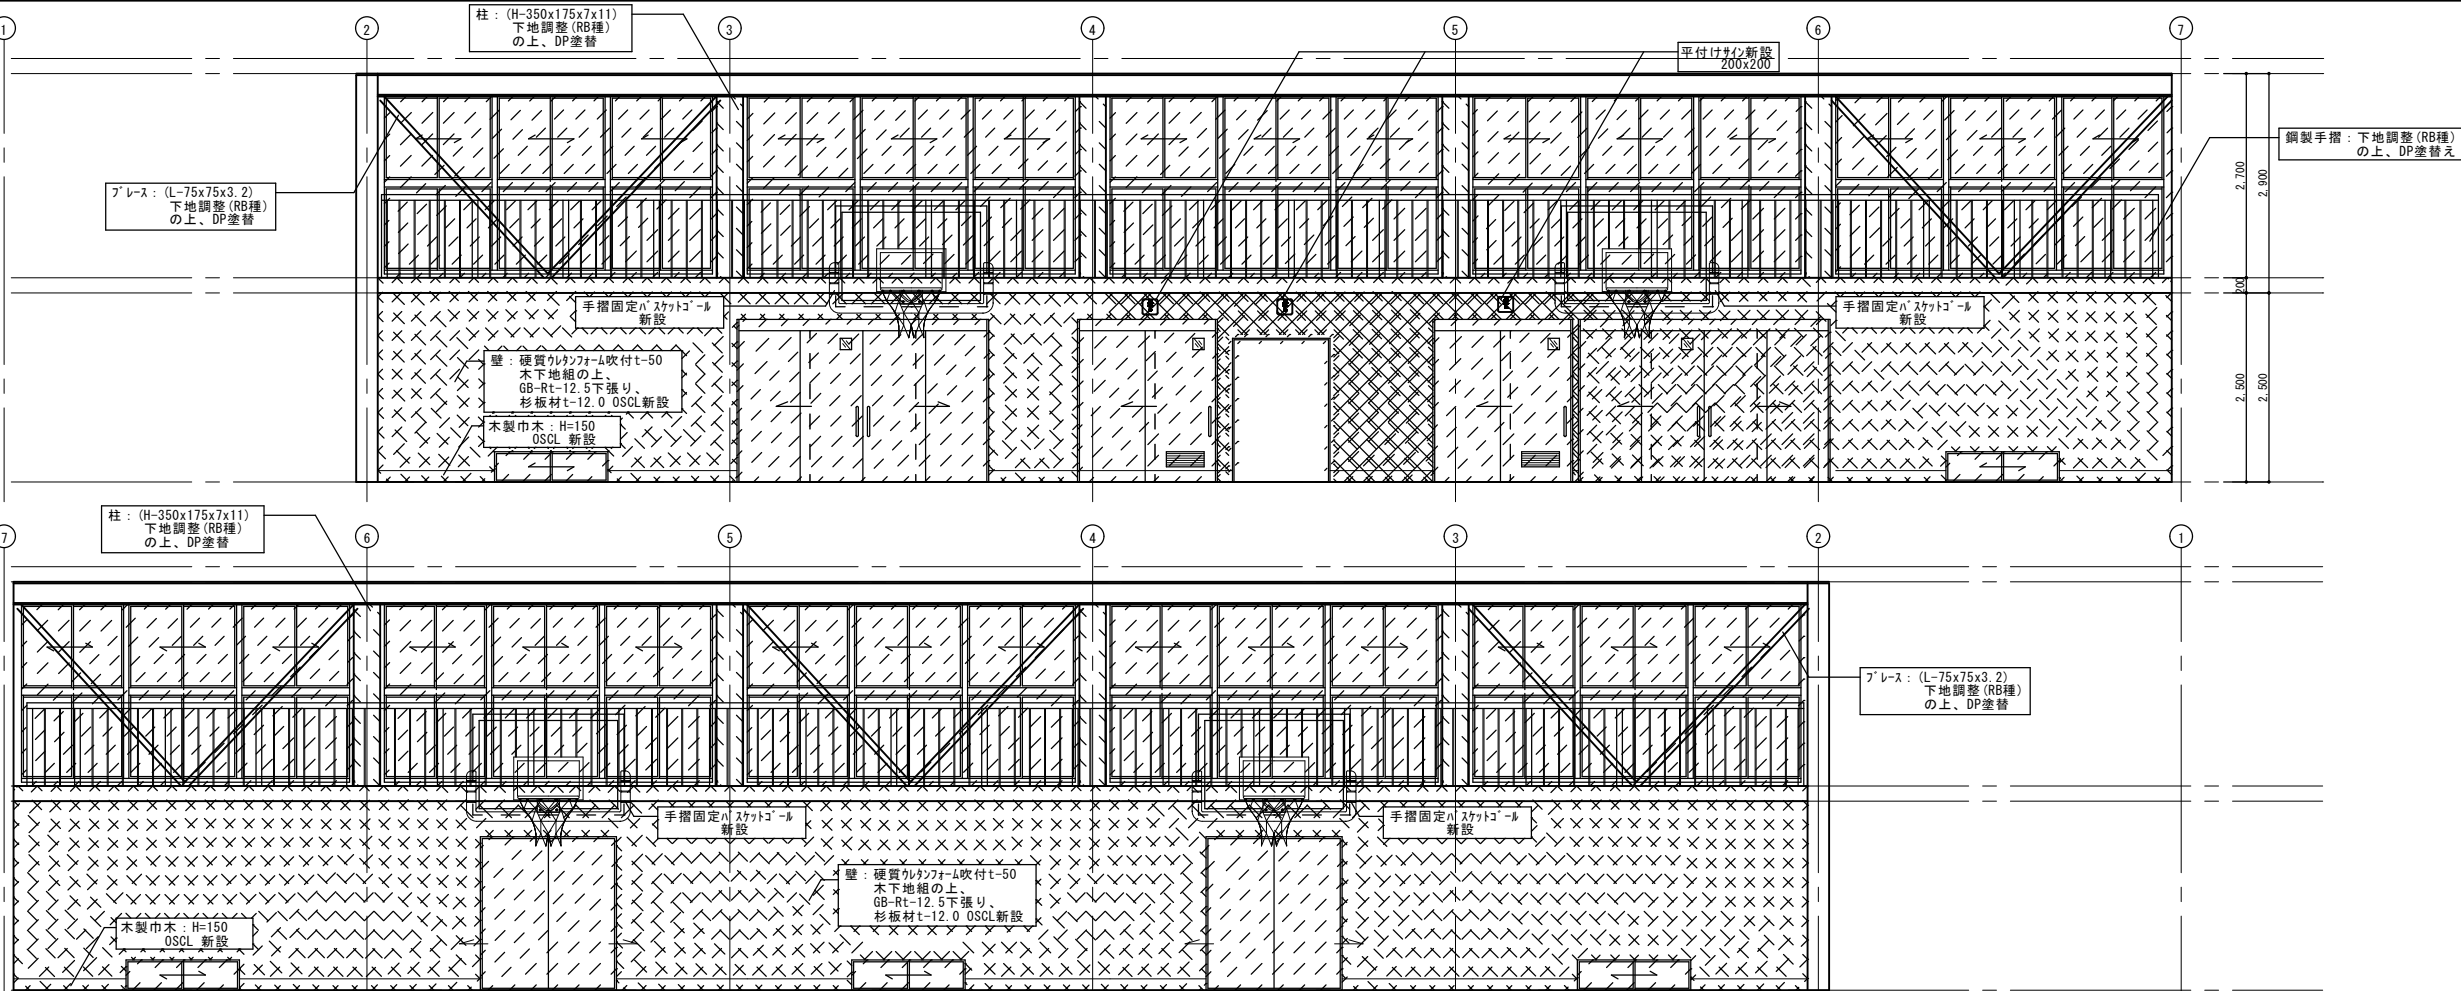 1
2
3
4
5
6
7
柱：(H-350x175x7x11)
下地調整(RB種)
の上、DP塗替
平付けｻｲﾝ新設
200x200
ﾌﾞﾚｰｽ：(L-75x75x3.2)
下地調整(RB種)
の上、DP塗替
鋼製手摺：下地調整(RB種)
の上、DP塗替え
2,700
2,900
200
2,500
2,500
手摺固定ﾊﾞｽｹｯﾄｺﾞｰﾙ
新設
手摺固定ﾊﾞｽｹｯﾄｺﾞｰﾙ
新設
壁：硬質ｳﾚﾀﾝﾌｫｰﾑ吹付t-50
木下地組の上、
GB-Rt-12.5下張り、
杉板材t-12.0 OSCL新設
木製巾木：H=150
OSCL 新設
柱：(H-350x175x7x11)
下地調整(RB種)
の上、DP塗替
7
6
5
4
3
2
1
ﾌﾞﾚｰｽ：(L-75x75x3.2)
下地調整(RB種)
の上、DP塗替
手摺固定ﾊﾞｽｹｯﾄｺﾞｰﾙ
新設
手摺固定ﾊﾞｽｹｯﾄｺﾞｰﾙ
新設
壁：硬質ｳﾚﾀﾝﾌｫｰﾑ吹付t-50
木下地組の上、
GB-Rt-12.5下張り、
杉板材t-12.0 OSCL新設
木製巾木：H=150
OSCL 新設